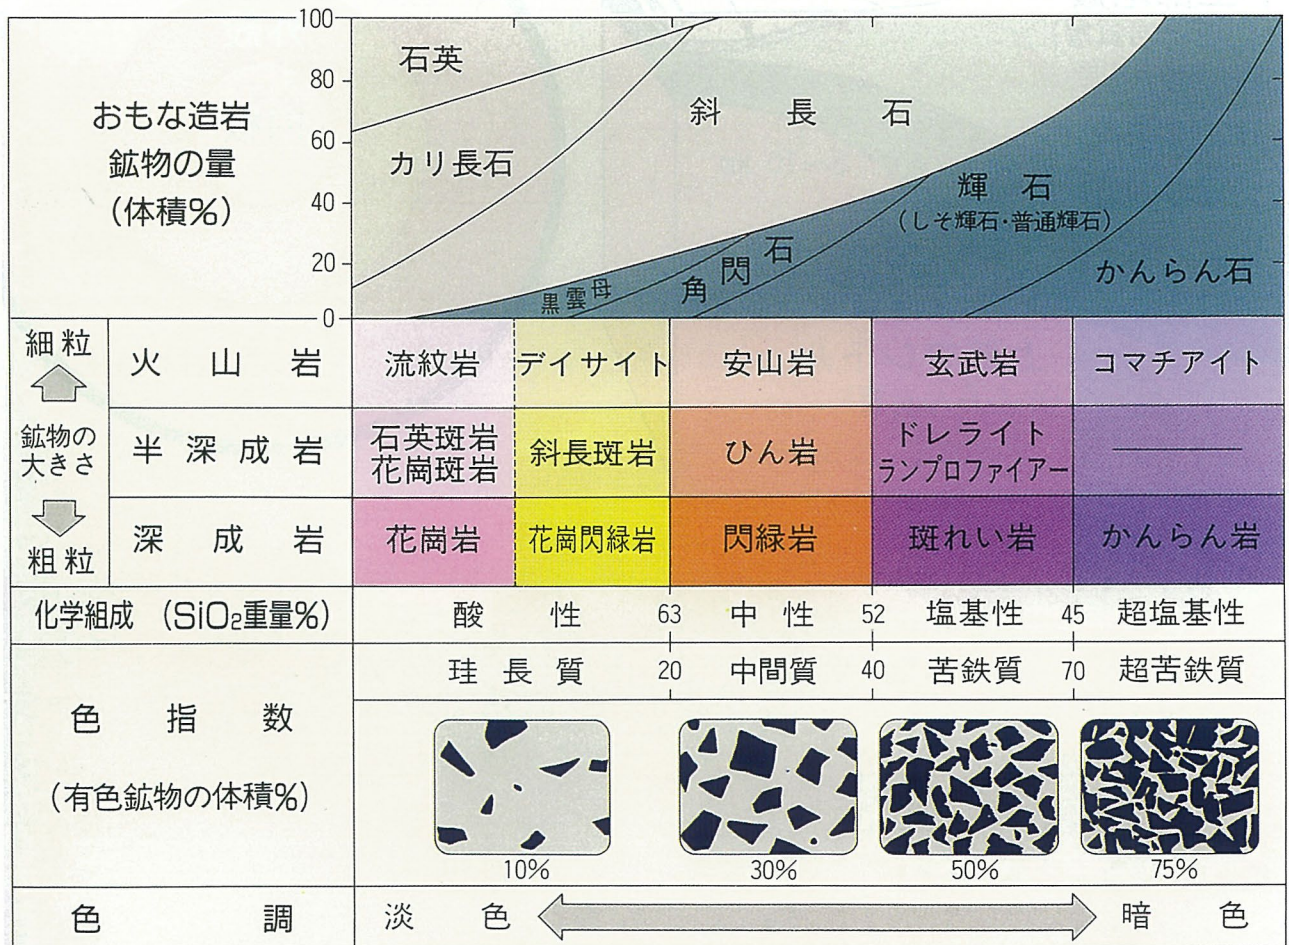 おもな造岩
鉱物の量
(体積%)
100
80
60
40
20
0
石英
カリ長石
斜長石
黒雲母
角閃石
輝石
(しそ輝石・普通輝石)
かんらん石
細粒
鉱物の
大きさ
粗粒
火山岩
流紋岩
デイサイト
安山岩
玄武岩
コマチアイト
半深成岩
石英斑岩
花崗斑岩
斜長斑岩
ひん岩
ドレライト
ランプロファイアー
深成岩
花崗岩
花崗閃緑岩
閃緑岩
斑れい岩
かんらん岩
化学組成 (SiO₂重量%)
酸性 63 中性 52 塩基性 45 超塩基性
色指数
(有色鉱物の体積%)
珪長質 20 中間質 40 苦鉄質 70 超苦鉄質
10% 30% 50% 75%
色調
淡色 暗色